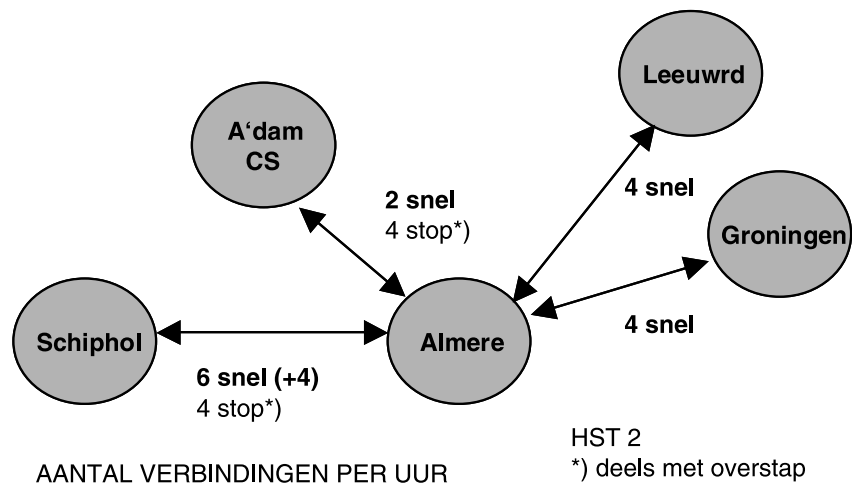 Leeuwrd
A'dam
CS
2 snel
4 stop*)
4 snel
Groningen
Schiphol
Almere
4 snel
6 snel (+4)
4 stop*)
HST 2
*) deels met overstap
AANTAL VERBINDINGEN PER UUR